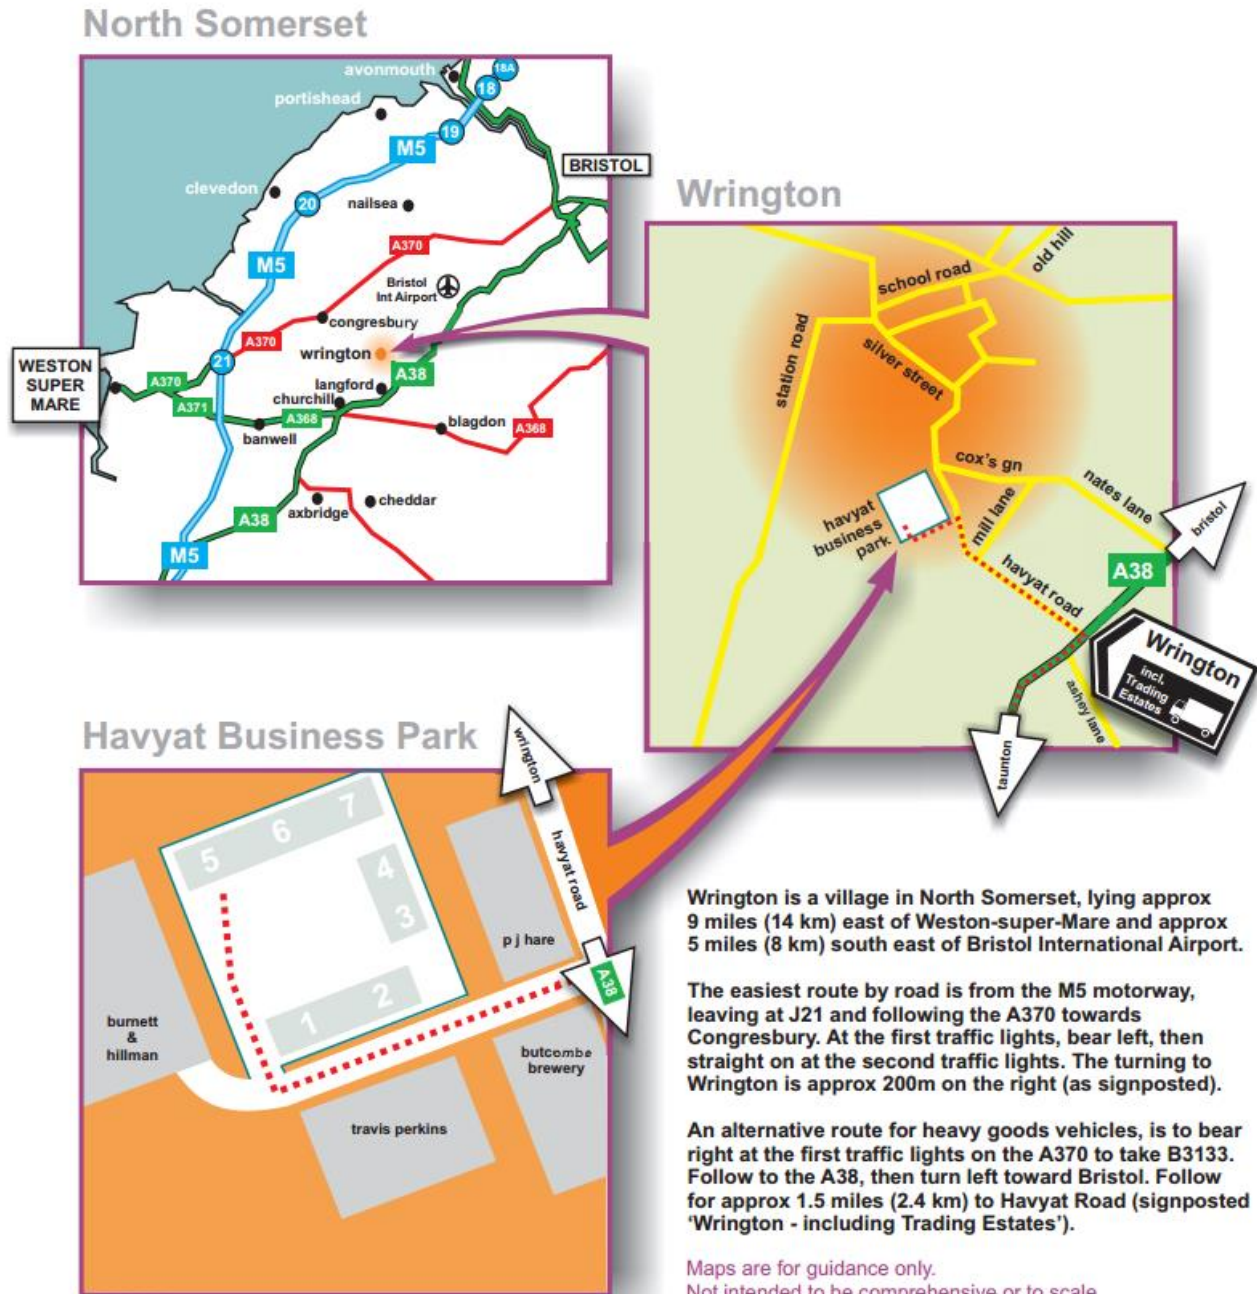 North Somerset
avonmouth
18A
18
portishead
19
M5
BRISTOL
clevedon
20
nailsea
A370
M5
Bristol
Int Airport
congresbury
A370
wrington
21
WESTON
SUPER
MARE
A370
langford
A38
churchill
A371
A368
banwell
blagdon
A368
axbridge
cheddar
A38
M5
Wrington
old hill
school road
station road
silver street
cox's gn
nates lane
mill lane
havyat
business
park
bristol
A38
havyat road
Wrington
incl.
Trading
Estates
ashey lane
taunton
Havyat Business Park
wrington
7
6
5
4
3
havyat road
p j hare
2
1
A38
burnett
&
hillman
butcombe
brewery
travis perkins
Wrington is a village in North Somerset, lying approx
9 miles (14 km) east of Weston-super-Mare and approx
5 miles (8 km) south east of Bristol International Airport.
The easiest route by road is from the M5 motorway,
leaving at J21 and following the A370 towards
Congresbury. At the first traffic lights, bear left, then
straight on at the second traffic lights. The turning to
Wrington is approx 200m on the right (as signposted).
An alternative route for heavy goods vehicles, is to bear
right at the first traffic lights on the A370 to take B3133.
Follow to the A38, then turn left toward Bristol. Follow
for approx 1.5 miles (2.4 km) to Havyat Road (signposted
‘Wrington - including Trading Estates’).
Maps are for guidance only.
Not intended to be comprehensive or to scale